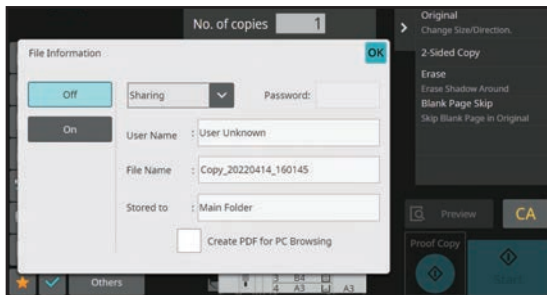 No. of copies 1
File Information
OK
Off
On
Sharing
Password:
User Name : User Unknown
File Name : Copy_20220414_160145
Stored to : Main Folder
Create PDF for PC Browsing
Original
Change Size/Direction.
2-Sided Copy
Erase
Erase Shadow Around
Blank Page Skip
Skip Blank Page in Original
Preview
CA
Proof Copy
Start
Others
3 B4
4 A3
A3